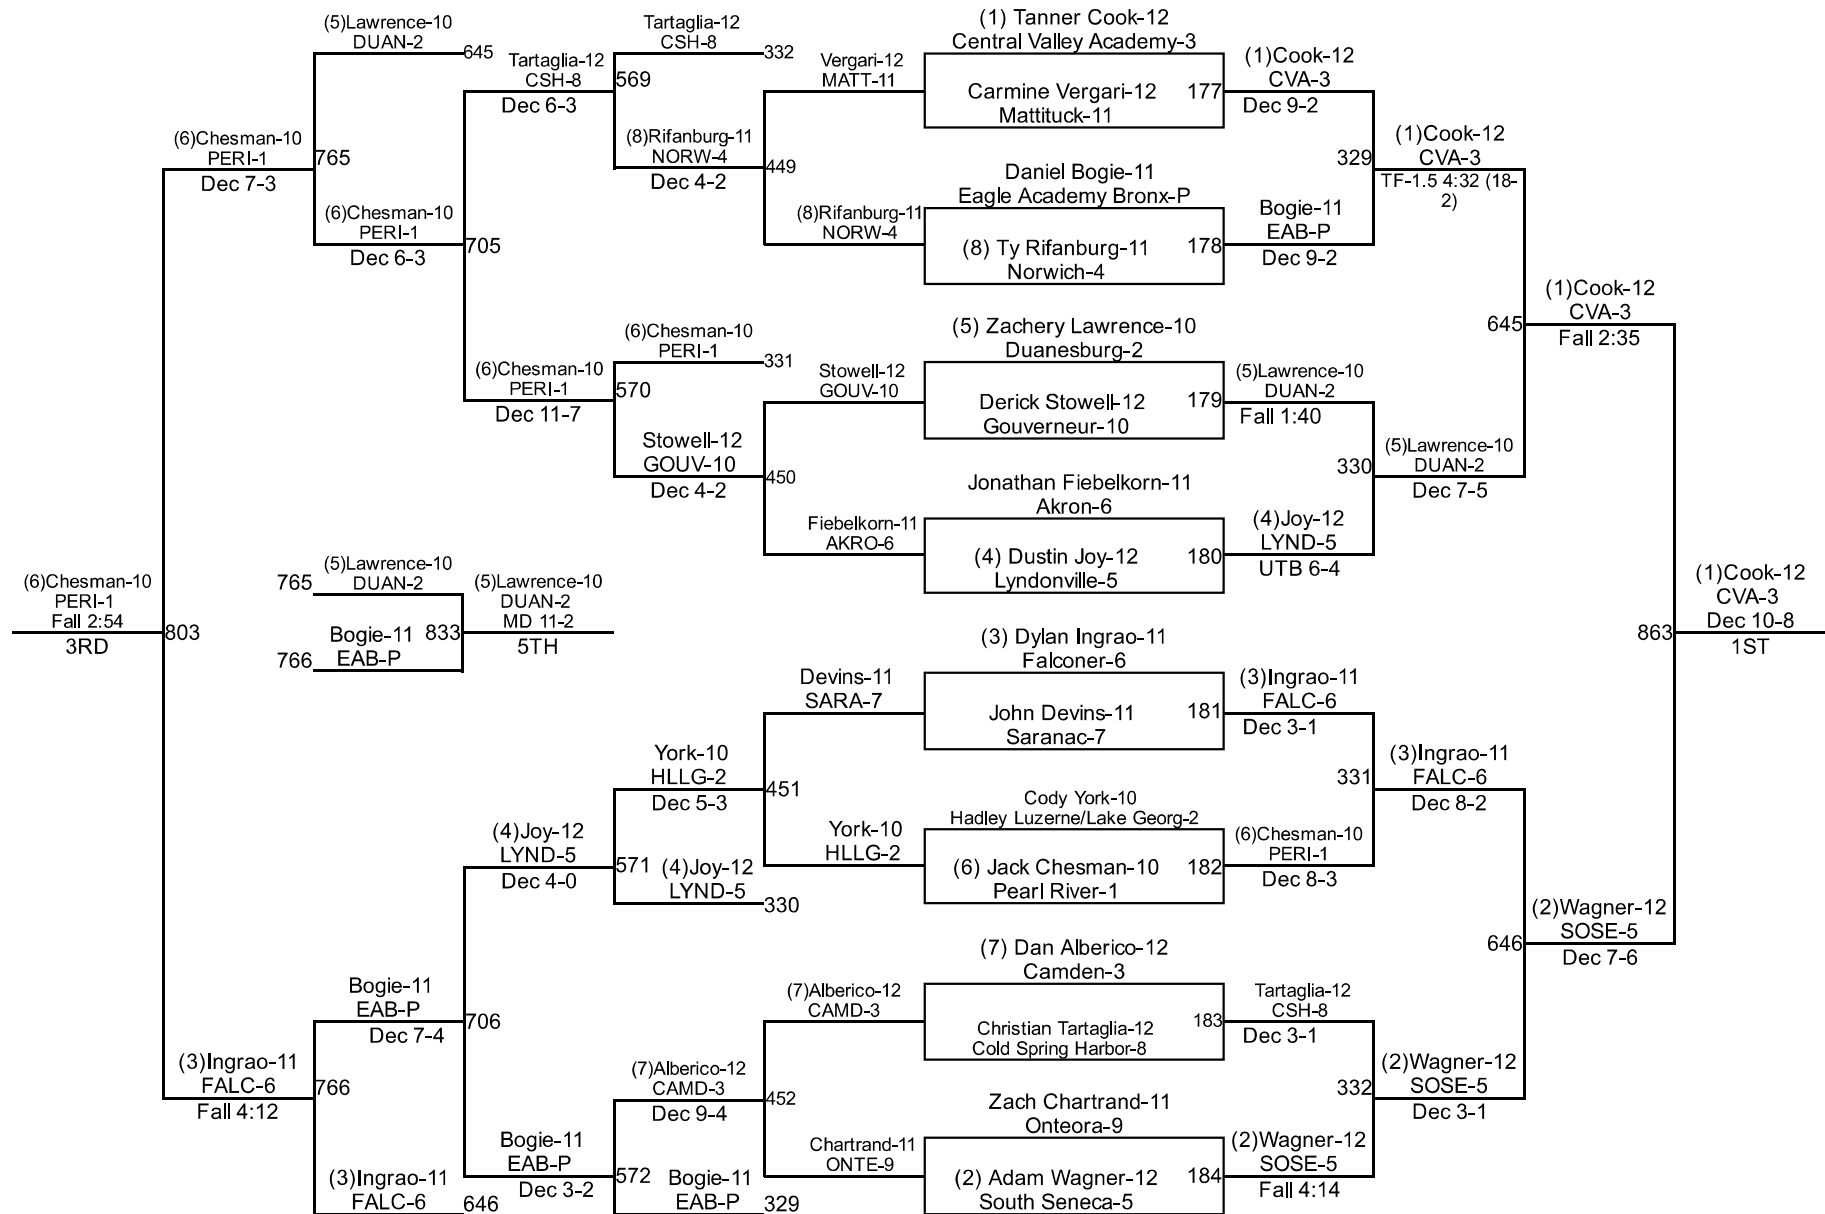 (5)Lawrence-10
DUAN-2
645
Tartaglia-12
CSH-8
Dec 6-3
569
Tartaglia-12
CSH-8
332
Vergari-12
MATT-11
(1) Tanner Cook-12
Central Valley Academy-3
Carmine Vergari-12
Mattituck-11
177
(1)Cook-12
CVA-3
Dec 9-2
(6)Chesman-10
PERI-1
Dec 7-3
765
(6)Chesman-10
PERI-1
Dec 6-3
705
(8)Rifanburg-11
NORW-4
Dec 4-2
449
(8)Rifanburg-11
NORW-4
Daniel Bogie-11
Eagle Academy Bronx-P
(8) Ty Rifanburg-11
Norwich-4
178
Bogie-11
EAB-P
Dec 9-2
329
(1)Cook-12
CVA-3
TF-1.5 4:32 (18-
2)
(6)Chesman-10
PERI-1
Dec 11-7
570
(6)Chesman-10
PERI-1
331
Stowell-12
GOUV-10
(5) Zachery Lawrence-10
Duanesburg-2
Derick Stowell-12
Gouverneur-10
179
(5)Lawrence-10
DUAN-2
Fall 1:40
645
(1)Cook-12
CVA-3
Fall 2:35
Stowell-12
GOUV-10
Dec 4-2
450
Fiebelkorn-11
AKRO-6
Jonathan Fiebelkorn-11
Akron-6
(4) Dustin Joy-12
Lyndonville-5
180
(4)Joy-12
LYND-5
UTB 6-4
330
(5)Lawrence-10
DUAN-2
Dec 7-5
(6)Chesman-10
PERI-1
Fall 2:54
3RD
803
765
(5)Lawrence-10
DUAN-2
766
Bogie-11
EAB-P
833
(5)Lawrence-10
DUAN-2
MD 11-2
5TH
863
(1)Cook-12
CVA-3
Dec 10-8
1ST
Devins-11
SARA-7
(3) Dylan Ingrao-11
Falconer-6
John Devins-11
Saranac-7
181
(3)Ingrao-11
FALC-6
Dec 3-1
York-10
HLLG-2
Dec 5-3
451
York-10
HLLG-2
Cody York-10
Hadley Luzerne/Lake Georg-2
(6) Jack Chesman-10
Pearl River-1
182
(6)Chesman-10
PERI-1
Dec 8-3
331
(3)Ingrao-11
FALC-6
Dec 8-2
(4)Joy-12
LYND-5
Dec 4-0
571
(4)Joy-12
LYND-5
330
646
(2)Wagner-12
SOSE-5
Dec 7-6
Bogie-11
EAB-P
Dec 7-4
706
(7)Alberico-12
CAMD-3
(7) Dan Alberico-12
Camden-3
Christian Tartaglia-12
Cold Spring Harbor-8
183
Tartaglia-12
CSH-8
Dec 3-1
(3)Ingrao-11
FALC-6
Fall 4:12
766
(7)Alberico-12
CAMD-3
Dec 9-4
452
Chartrand-11
ONTE-9
Zach Chartrand-11
Onteora-9
(2) Adam Wagner-12
South Seneca-5
184
(2)Wagner-12
SOSE-5
Fall 4:14
332
(2)Wagner-12
SOSE-5
Dec 3-1
(3)Ingrao-11
FALC-6
646
Bogie-11
EAB-P
Dec 3-2
572
Bogie-11
EAB-P
329